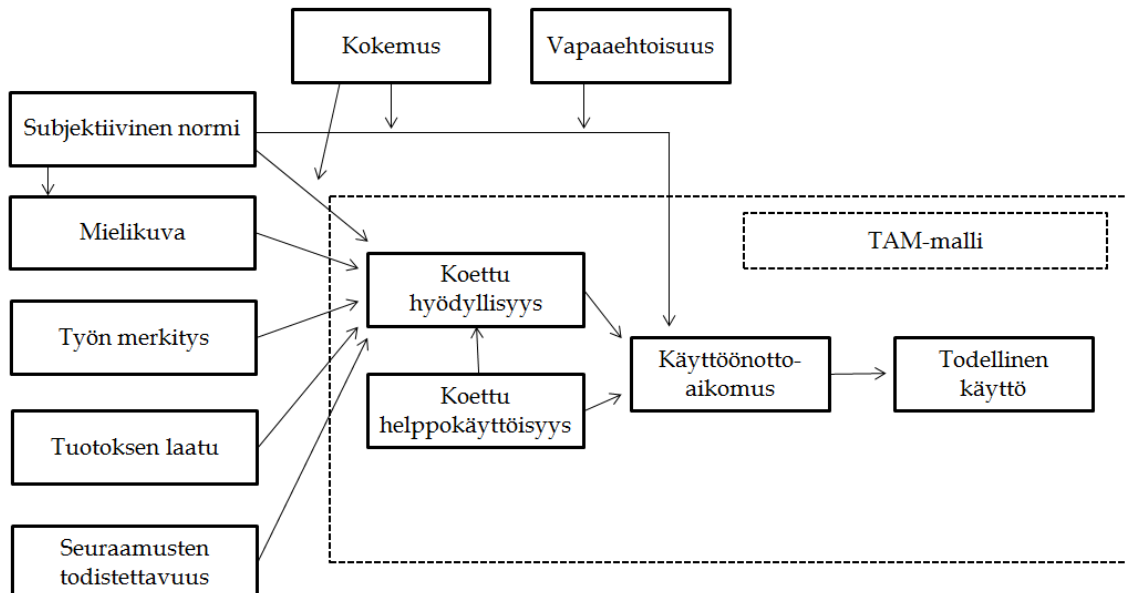 Kokemus
Vapaaehtoisuus
Subjektiivinen normi
Mielikuva
TAM-malli
Koettu
hyödyllisyys
Työn merkitys
Käyttöönotto-
aikomus
Todellinen
käyttö
Koettu
helppokäyttöisyys
Tuotoksen laatu
Seuraamusten
todistettavuus